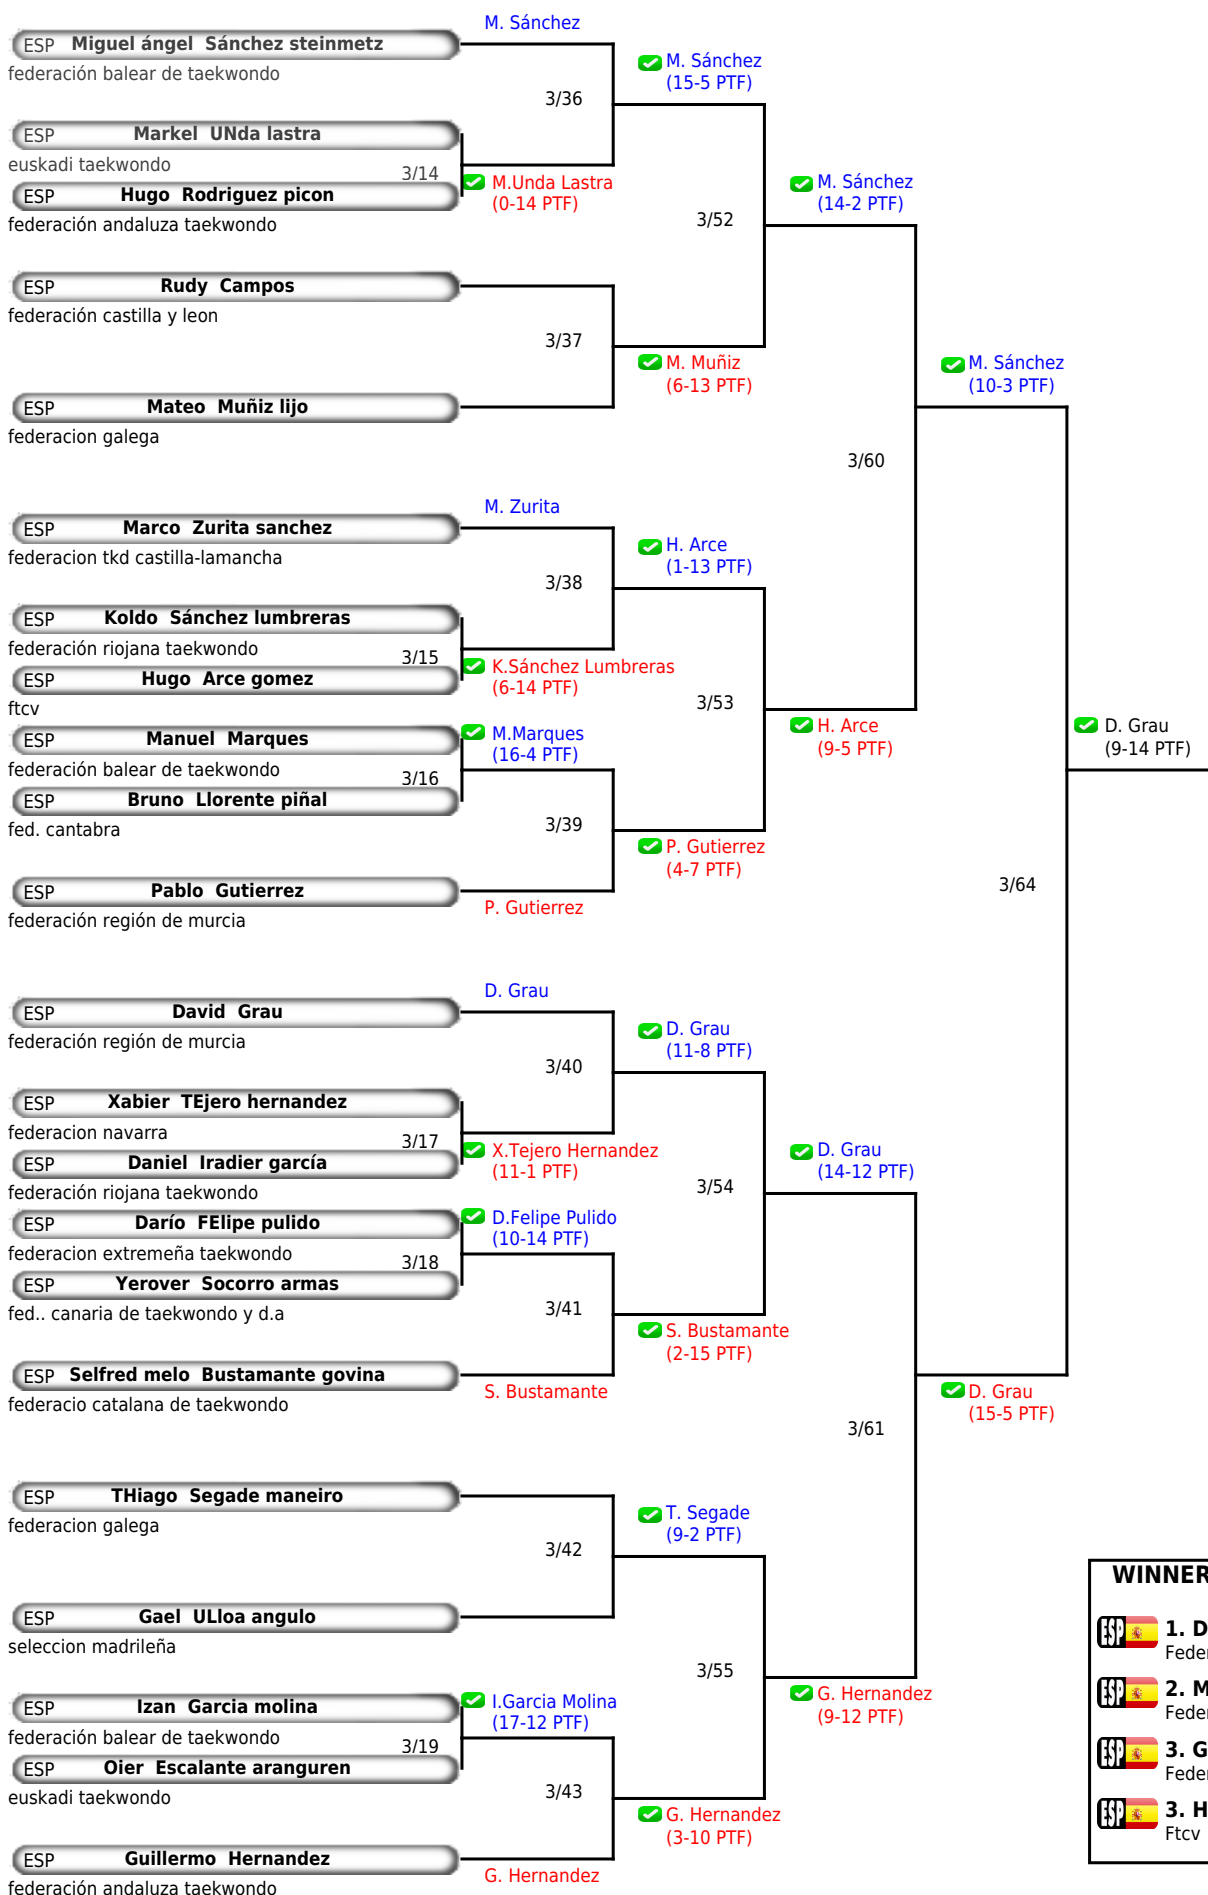 M. Sánchez
ESP Miguel ángel Sánchez steinmetz
federación balear de taekwondo
M. Sánchez
(15-5 PTF)
3/36
ESP Markel UNda lastra
euskadi taekwondo
3/14
M.Unda Lastra
(0-14 PTF)
ESP Hugo Rodriguez picon
federación andaluza taekwondo
M. Sánchez
(14-2 PTF)
3/52
ESP Rudy Campos
federación castilla y leon
3/37
M. Muñiz
(6-13 PTF)
M. Sánchez
(10-3 PTF)
ESP Mateo Muñiz lijo
federacion galega
3/60
M. Zurita
ESP Marco Zurita sanchez
federacion tkd castilla-lamancha
H. Arce
(1-13 PTF)
3/38
ESP Koldo Sánchez lumbreras
federación riojana taekwondo
3/15
K.Sánchez Lumbreras
(6-14 PTF)
ESP Hugo Arce gomez
ftcv
3/53
M.Marques
(16-4 PTF)
ESP Manuel Marques
federación balear de taekwondo
3/16
H. Arce
(9-5 PTF)
D. Grau
(9-14 PTF)
ESP Bruno Llorente piñal
fed. cantabra
3/39
P. Gutierrez
(4-7 PTF)
ESP Pablo Gutierrez
federación región de murcia
P. Gutierrez
3/64
D. Grau
ESP David Grau
federación región de murcia
D. Grau
(11-8 PTF)
3/40
ESP Xabier TEjero hernandez
federacion navarra
3/17
X.Tejero Hernandez
(11-1 PTF)
ESP Daniel Iradier garcía
federación riojana taekwondo
D. Grau
(14-12 PTF)
3/54
D.Felipe Pulido
(10-14 PTF)
ESP Darío FElipe pulido
federacion extremeña taekwondo
3/18
ESP Yerover Socorro armas
fed.. canaria de taekwondo y d.a
3/41
S. Bustamante
(2-15 PTF)
ESP Selfred melo Bustamante govina
federacio catalana de taekwondo
S. Bustamante
D. Grau
(15-5 PTF)
3/61
ESP THiago Segade maneiro
federacion galega
T. Segade
(9-2 PTF)
3/42
ESP Gael ULloa angulo
seleccion madrileña
3/55
I.Garcia Molina
(17-12 PTF)
ESP Izan Garcia molina
federación balear de taekwondo
3/19
G. Hernandez
(9-12 PTF)
ESP Oier Escalante aranguren
euskadi taekwondo
3/43
G. Hernandez
(3-10 PTF)
ESP Guillermo Hernandez
federación andaluza taekwondo
G. Hernandez
WINNER
ESP 1. D
Feder
ESP 2. M
Feder
ESP 3. G
Feder
ESP 3. H
Ftcv